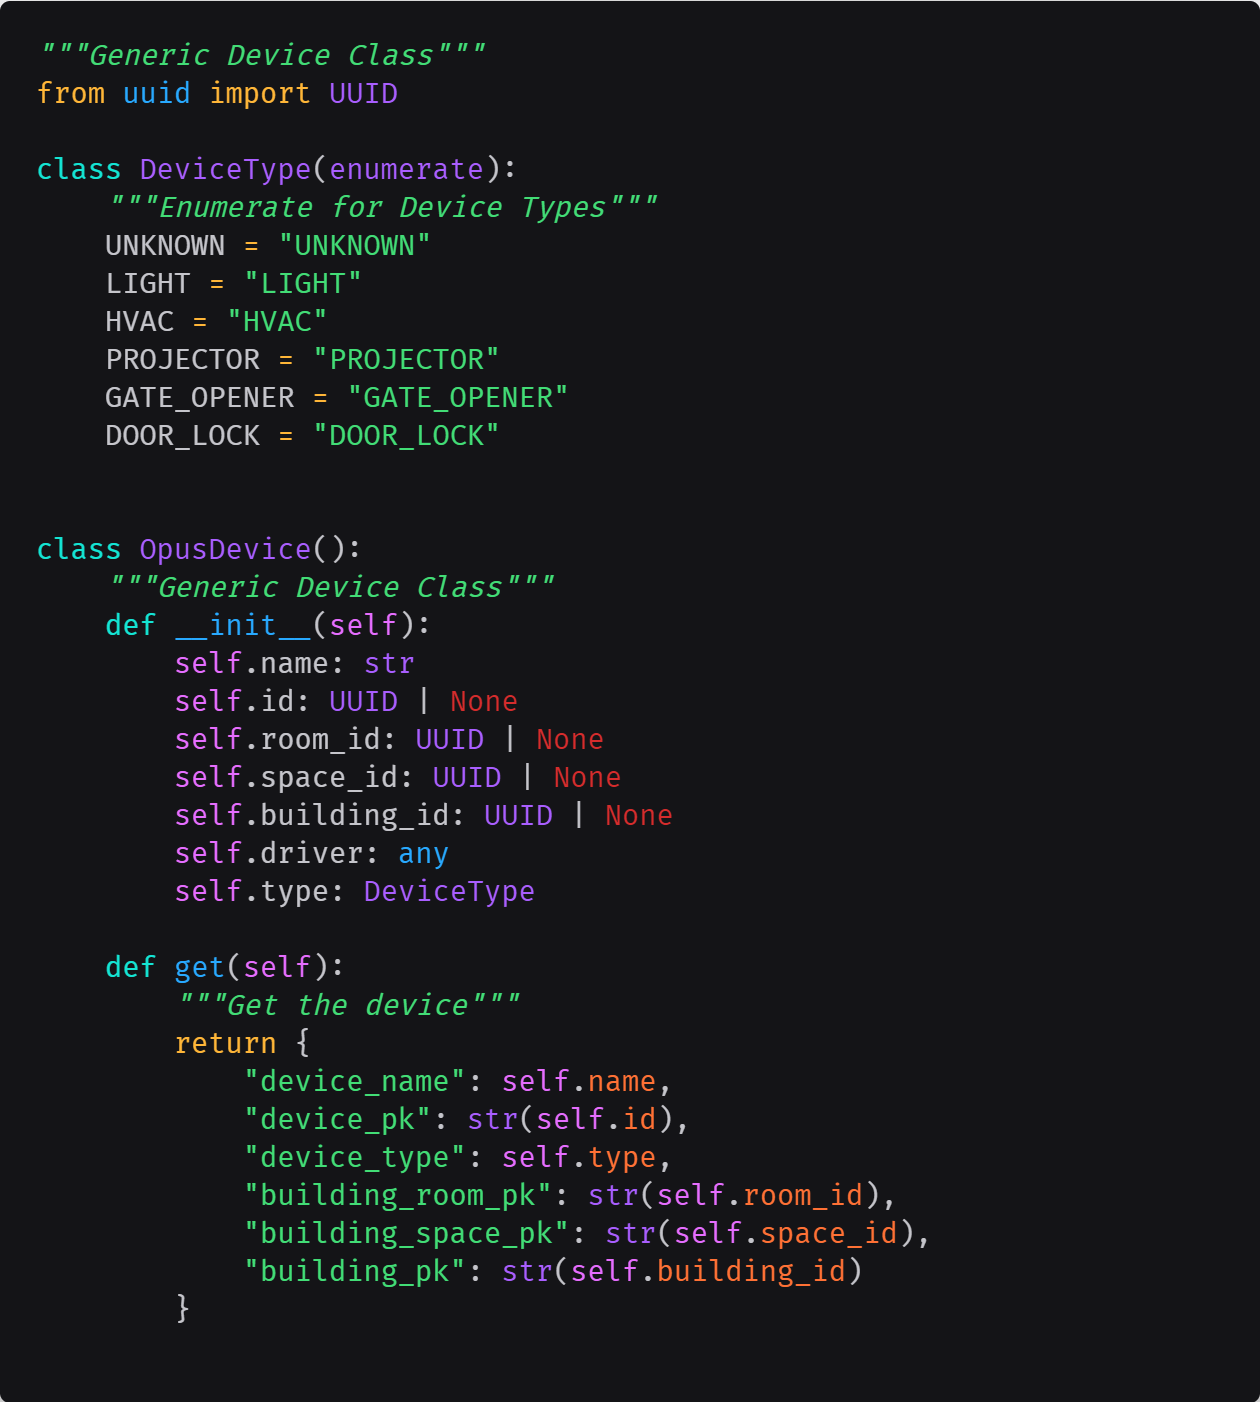 """Generic Device Class"""
from uuid import UUID

class DeviceType(enumerate):
    """Enumerate for Device Types"""
    UNKNOWN = "UNKNOWN"
    LIGHT = "LIGHT"
    HVAC = "HVAC"
    PROJECTOR = "PROJECTOR"
    GATE_OPENER = "GATE_OPENER"
    DOOR_LOCK = "DOOR_LOCK"


class OpusDevice():
    """Generic Device Class"""
    def __init__(self):
        self.name: str
        self.id: UUID | None
        self.room_id: UUID | None
        self.space_id: UUID | None
        self.building_id: UUID | None
        self.driver: any
        self.type: DeviceType

    def get(self):
        """Get the device"""
        return {
            "device_name": self.name,
            "device_pk": str(self.id),
            "device_type": self.type,
            "building_room_pk": str(self.room_id),
            "building_space_pk": str(self.space_id),
            "building_pk": str(self.building_id)
        }